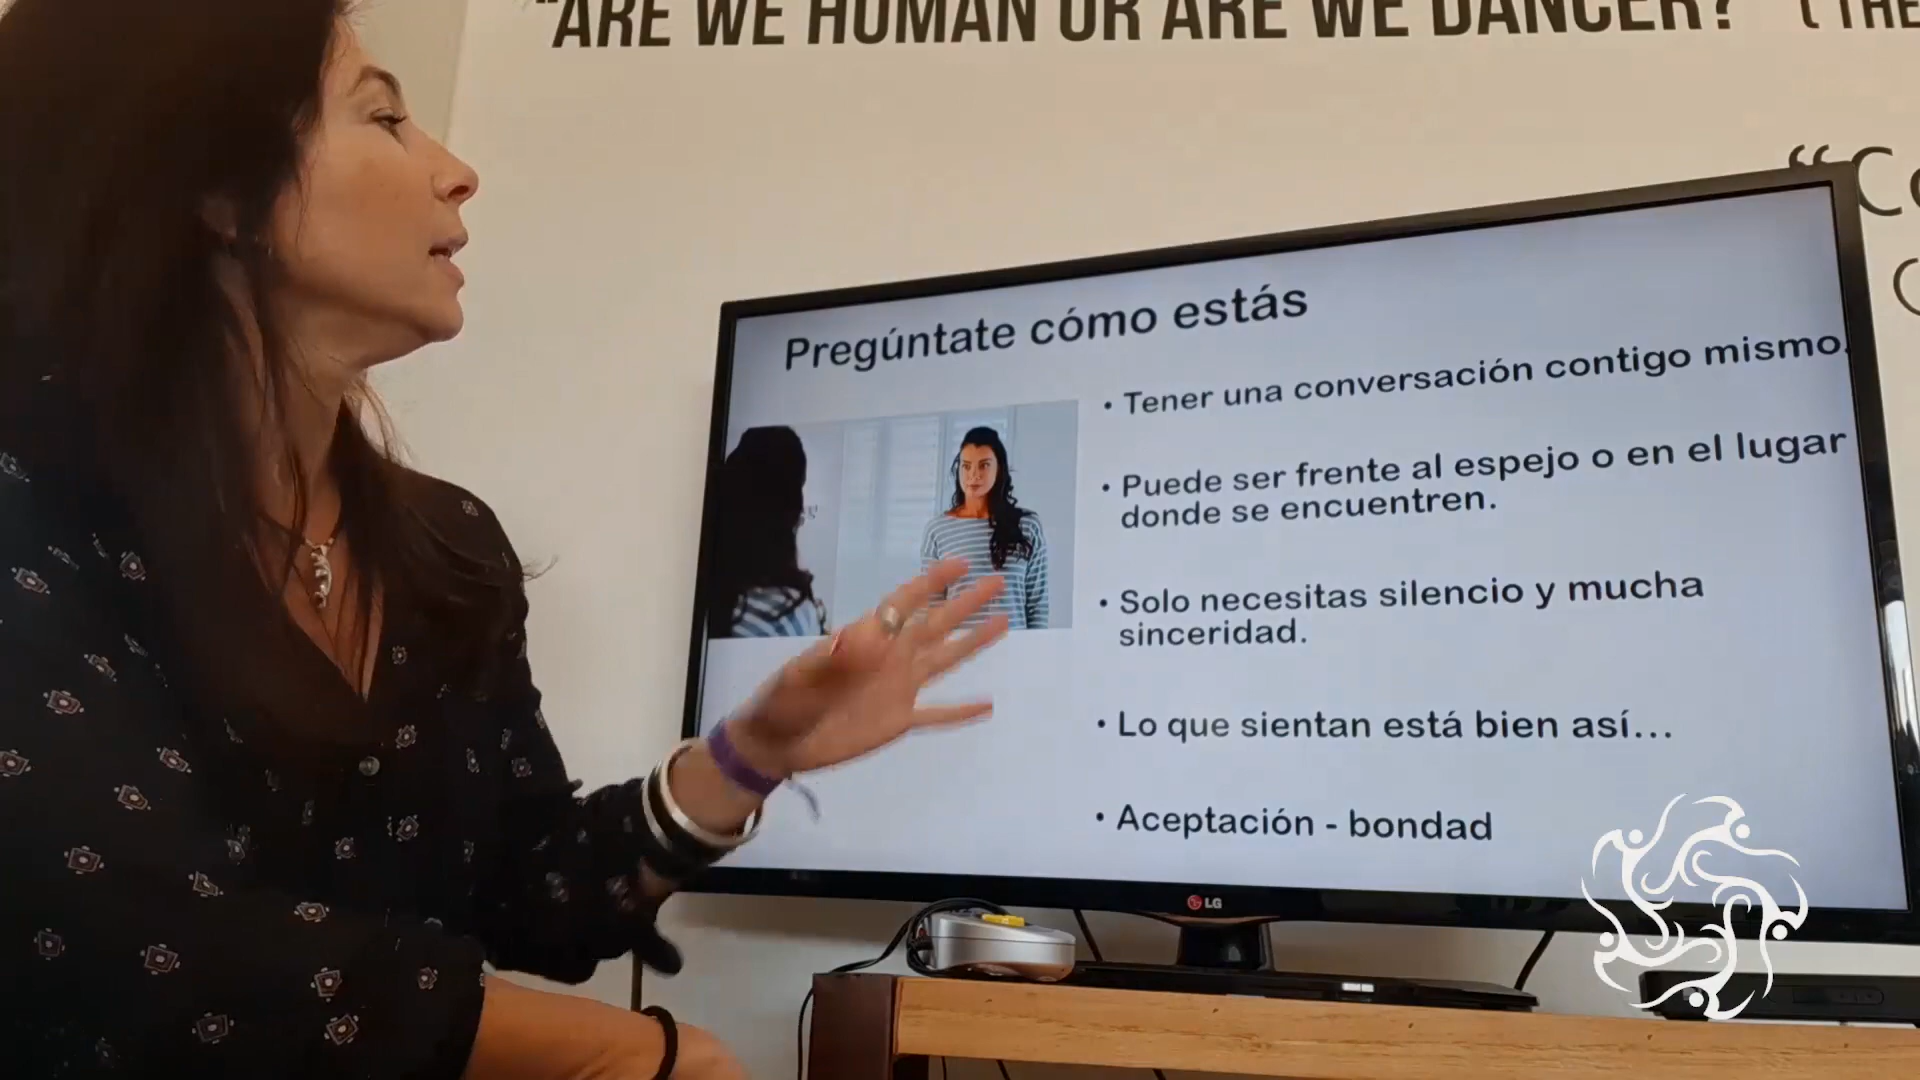 "ARE WE HUMAN OR ARE WE DANCER?" (THE
“Co
C
Pregúntate cómo estás
• Tener una conversación contigo mismo.
• Puede ser frente al espejo o en el lugar
donde se encuentren.
• Solo necesitas silencio y mucha
sinceridad.
• Lo que sientan está bien así...
• Aceptación - bondad
LG